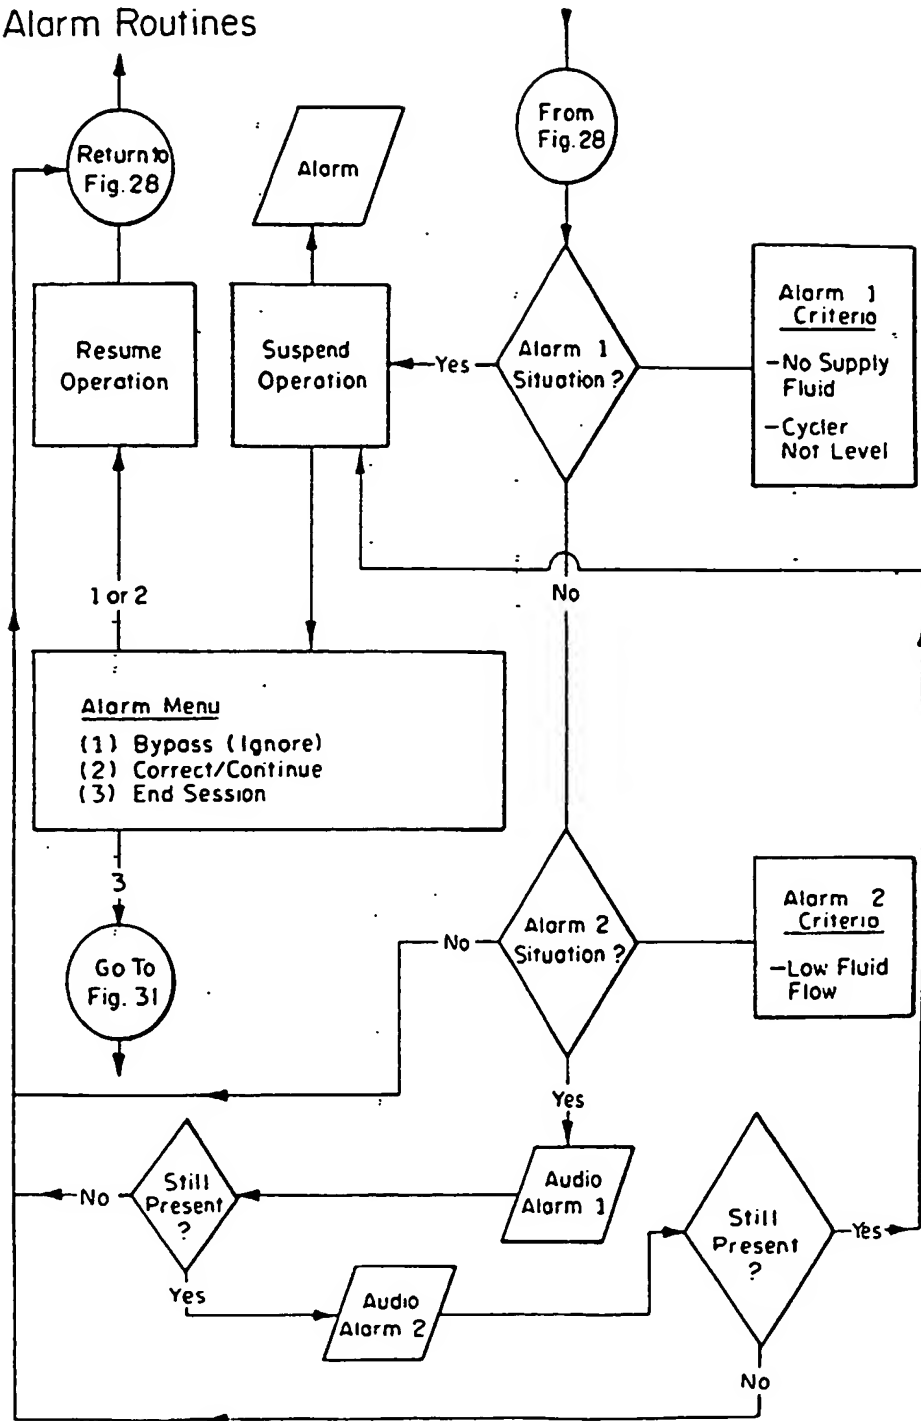 Alarm Routines
Return to
Fig. 28
Alarm
From
Fig. 28
Resume
Operation
Suspend
Operation
Yes
Alarm 1
Situation ?
Alarm 1
Criteria
-No Supply
Fluid
-Cycler
Not Level
1 or 2
No
Alarm Menu
(1) Bypass (Ignore)
(2) Correct/Continue
(3) End Session
3
Go To
Fig. 31
No
Alarm 2
Situation ?
Alarm 2
Criteria
-Low Fluid
Flow
Yes
No
Still
Present
?
Audio
Alarm 1
Still
Present
?
Yes
Yes
Audio
Alarm 2
No